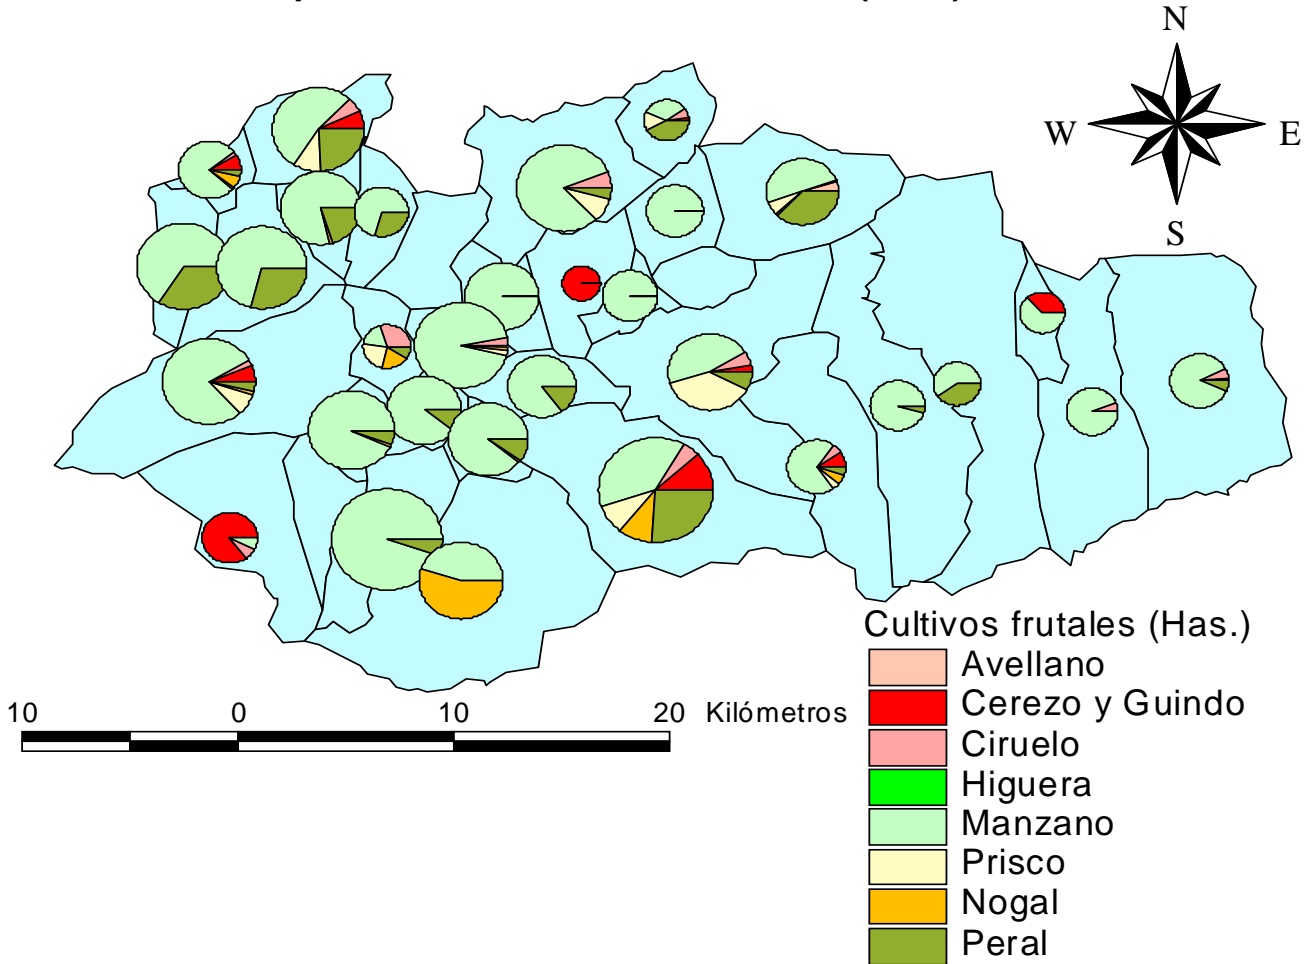 N
W
E
S
Cultivos frutales (Has.)
Avellano
Cerezo y Guindo
Ciruelo
Higuera
Manzano
Prisco
Nogal
Peral
10 0 10 20 Kilómetros